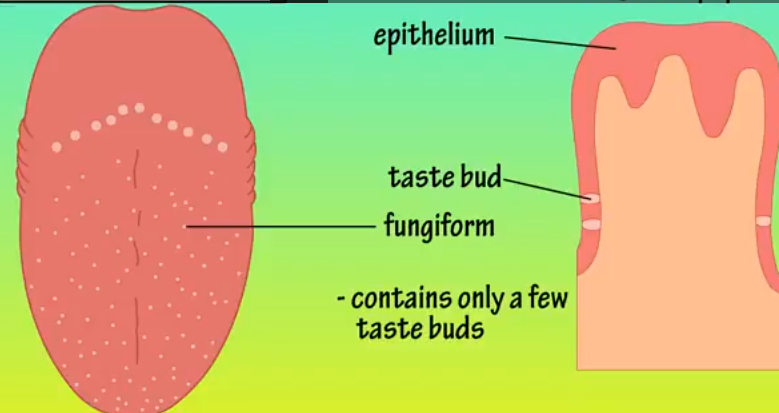 epithelium
taste bud
fungiform
- contains only a few
taste buds